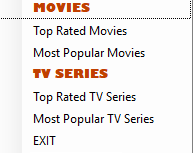 MOVIES
Top Rated Movies
Most Popular Movies
TV SERIES
Top Rated TV Series
Most Popular TV Series
EXIT